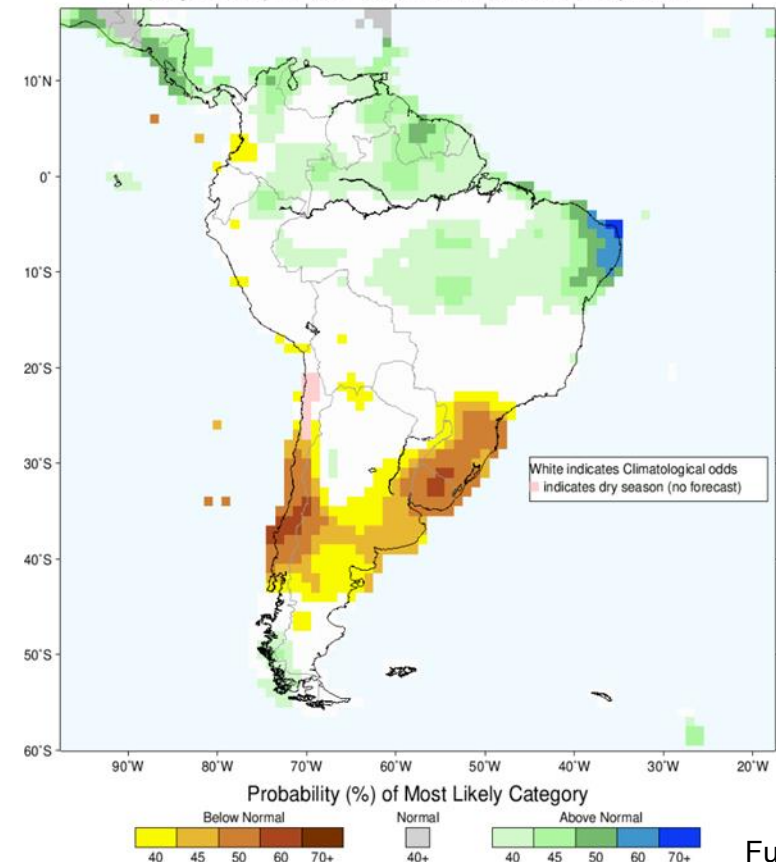 10˚N
0˚
10˚S
20˚S
30˚S
40˚S
50˚S
60˚S
White indicates Climatological odds
indicates dry season (no forecast)
90˚W 80˚W 70˚W 60˚W 50˚W 40˚W 30˚W 20˚W
Probability (%) of Most Likely Category
Below Normal Normal Above Normal
40 45 50 60 70+ 40+ 40 45 50 60 70+
Fu